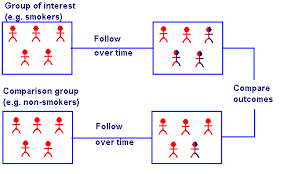 Group of interest
(e.g. smokers)
Follow
over time
Compare
outcomes
Comparison group
(e.g. non-smokers)
Follow
over time